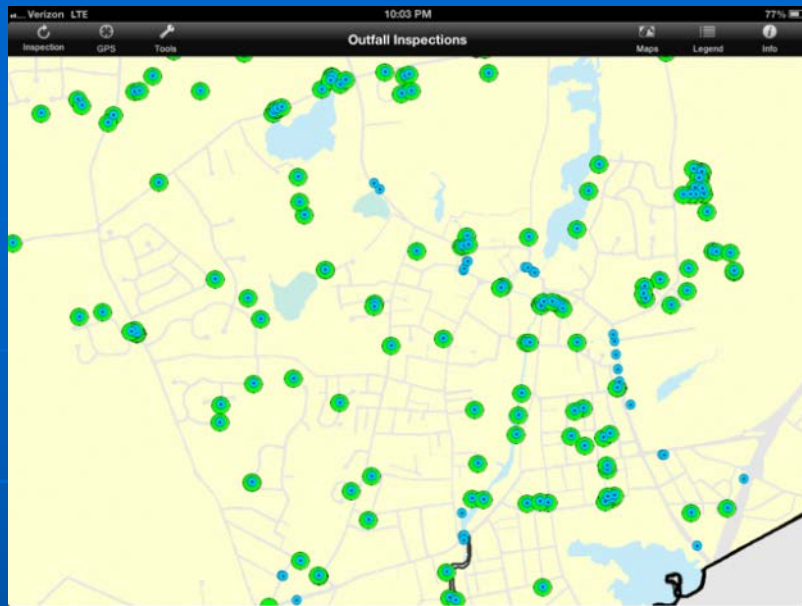 Verizon LTE
10:03 PM
77%
Inspection
GPS
Tools
Outfall Inspections
Maps
Legend
Info